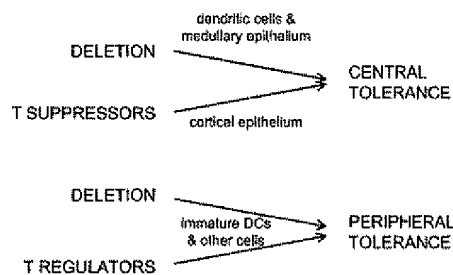 dendritic cells &
medullary epithelium
DELETION
CENTRAL
TOLERANCE
T SUPPRESSORS
cortical epithelium
DELETION
immature DCs
& other cells
PERIPHERAL
TOLERANCE
T REGULATORS